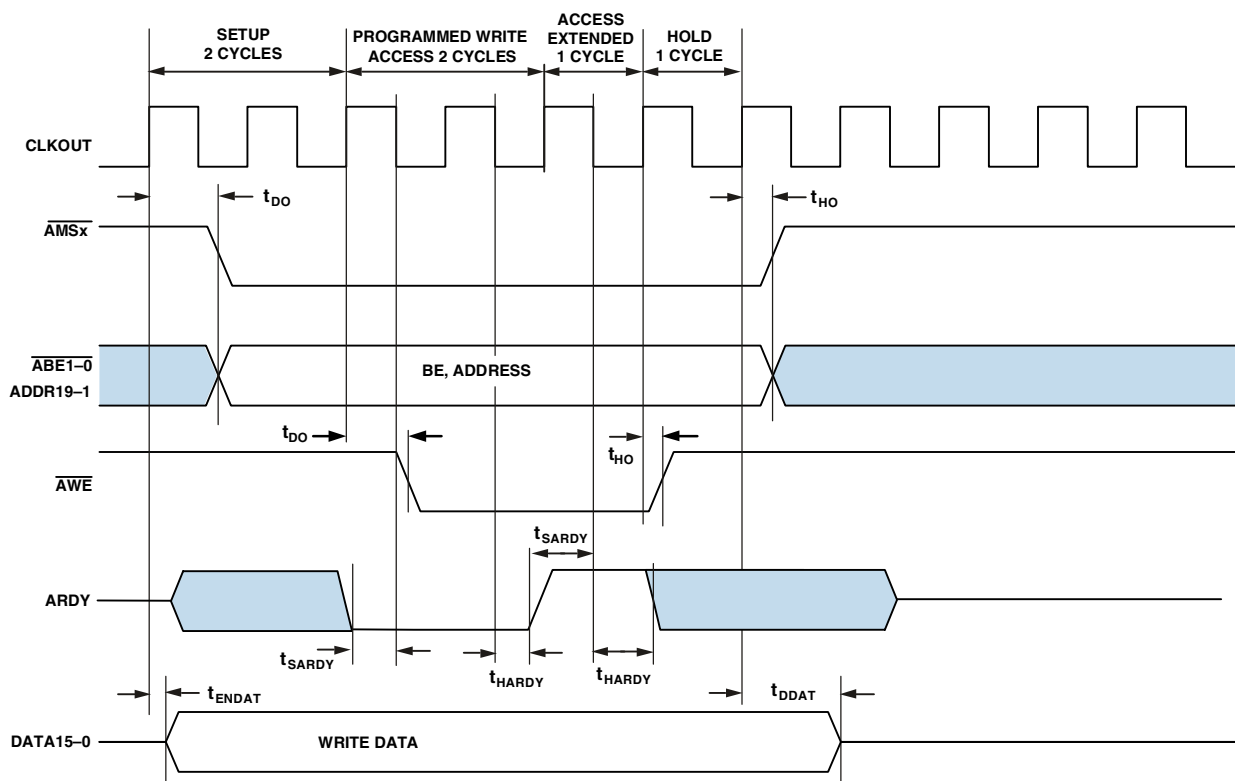 SETUP
2 CYCLES
PROGRAMMED WRITE
ACCESS 2 CYCLES
ACCESS
EXTENDED
1 CYCLE
HOLD
1 CYCLE
CLKOUT
tDO
tHO
AMSx
ABE1–0
ADDR19–1
BE, ADDRESS
tDO
tHO
AWE
tSARDY
ARDY
tSARDY
tHARDY
tHARDY
tENDAT
tDDAT
DATA15–0
WRITE DATA